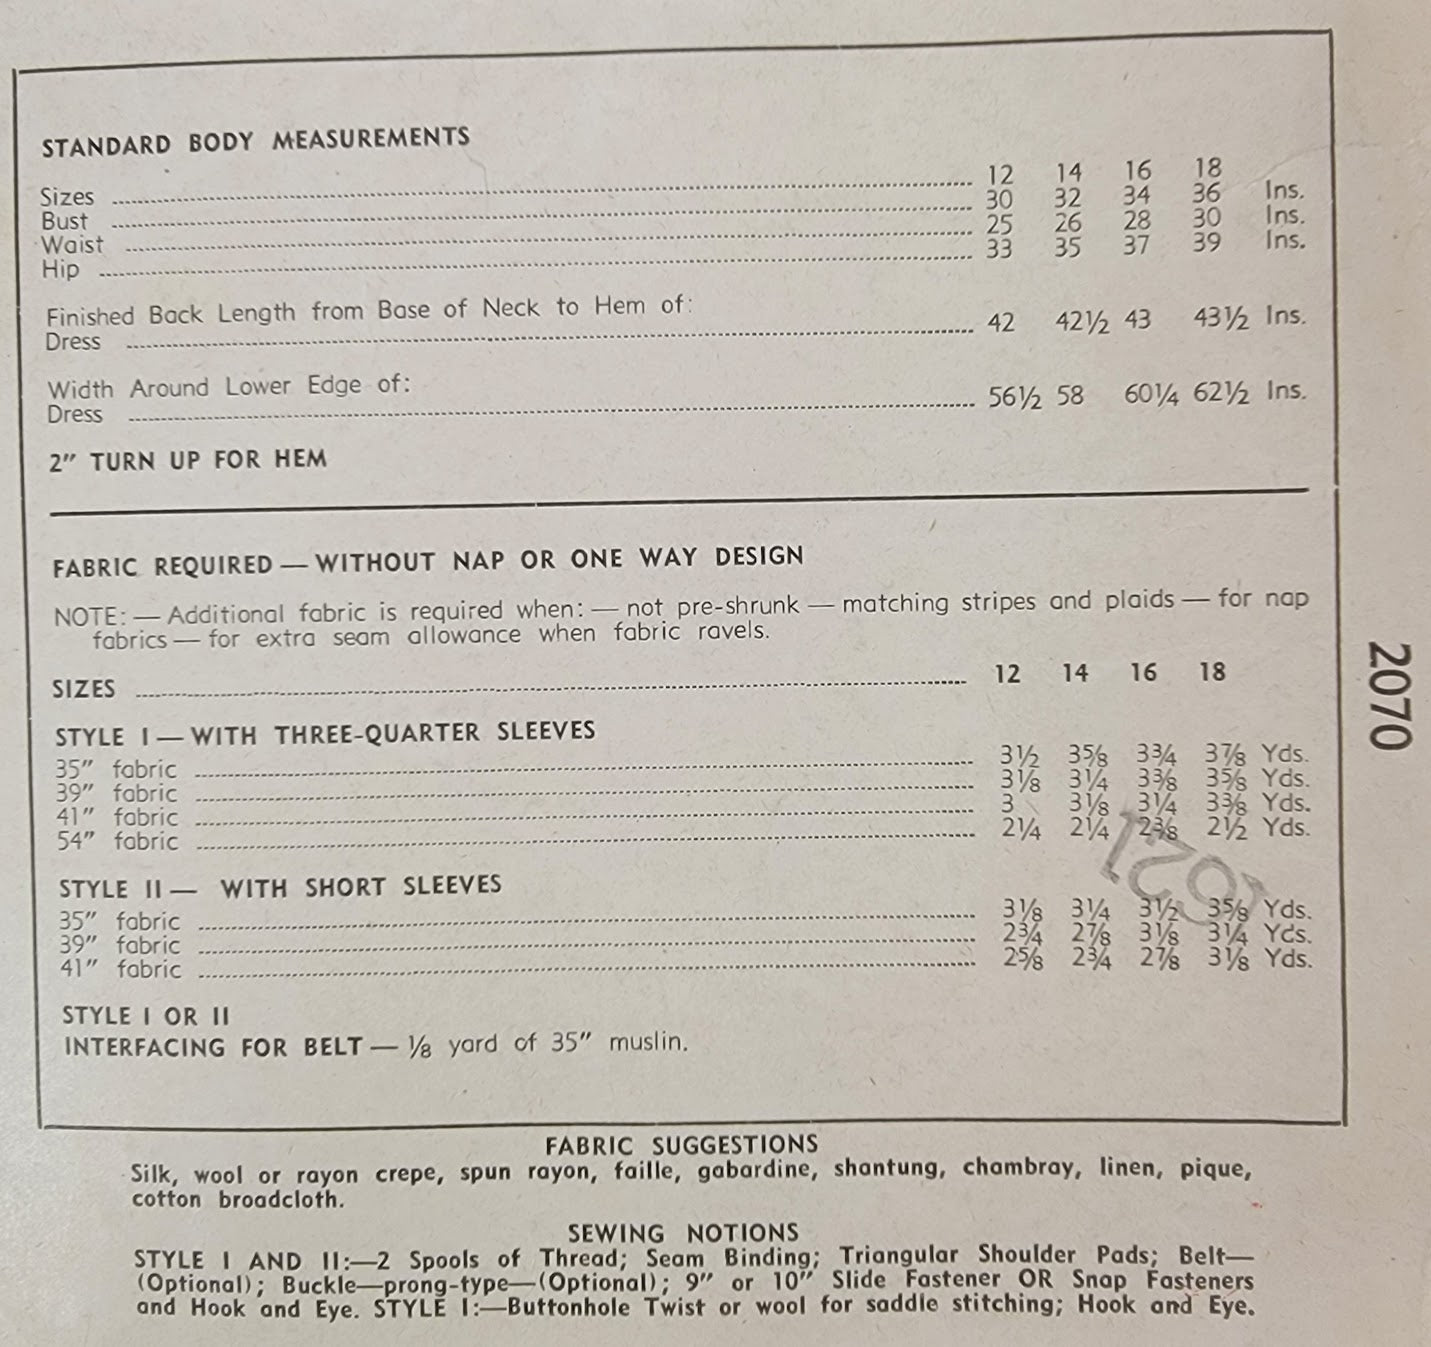 STANDARD BODY MEASUREMENTS
Sizes 12 14 16 18
Bust 30 32 34 36 Ins.
Waist 25 26 28 30 Ins.
Hip 33 35 37 39 Ins.
Finished Back Length from Base of Neck to Hem of:
Dress 42 42½ 43 43½ Ins.
Width Around Lower Edge of:
Dress 56½ 58 60¼ 62½ Ins.
2” TURN UP FOR HEM
FABRIC REQUIRED — WITHOUT NAP OR ONE WAY DESIGN
NOTE: — Additional fabric is required when: — not pre-shrunk — matching stripes and plaids — for nap
fabrics — for extra seam allowance when fabric ravels.
SIZES 12 14 16 18
STYLE I — WITH THREE-QUARTER SLEEVES
35” fabric 3½ 3⅝ 3¾ 3⅞ Yds.
39” fabric 3⅛ 3¼ 3⅜ 3⅝ Yds.
41” fabric 3 3⅛ 3¼ 3⅜ Yds.
54” fabric 2¼ 2¼ 2⅜ 2½ Yds.
STYLE II — WITH SHORT SLEEVES
35” fabric 3⅛ 3¼ 3½ 3⅝ Yds.
39” fabric 2¾ 2⅞ 3⅛ 3¼ Yds.
41” fabric 2⅝ 2¾ 2⅞ 3⅛ Yds.
STYLE I OR II
INTERFACING FOR BELT — ⅛ yard of 35” muslin.
2070
FABRIC SUGGESTIONS
Silk, wool or rayon crepe, spun rayon, faille, gabardine, shantung, chambray, linen, pique,
cotton broadcloth.
SEWING NOTIONS
STYLE I AND II:—2 Spools of Thread; Seam Binding; Triangular Shoulder Pads; Belt—
(Optional); Buckle—prong-type—(Optional); 9” or 10” Slide Fastener OR Snap Fasteners
and Hook and Eye. STYLE I:—Buttonhole Twist or wool for saddle stitching; Hook and Eye.